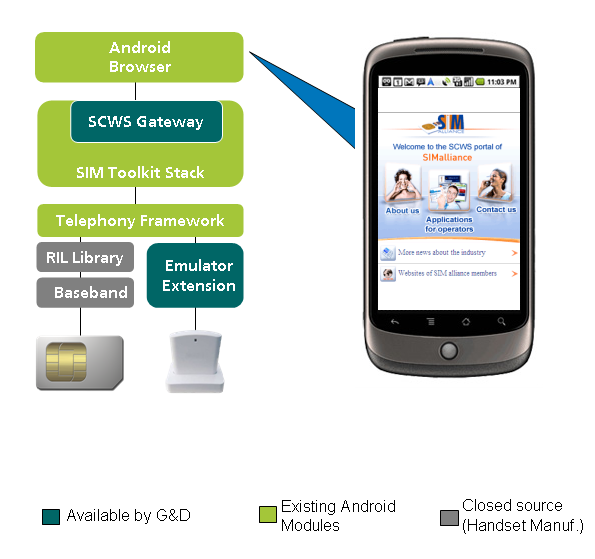 Android
Browser
SCWS Gateway
SIM Toolkit Stack
Telephony Framework
RIL Library
Baseband
Emulator
Extension
11:03 PM
SIM
ALLIANCE
Welcome to the SCWS portal of
SIMalliance
About us
Applications
for operators
Contact us
More news about the industry
Websites of SIM alliance members
Available by G&D
Existing Android
Modules
Closed source
(Handset Manuf.)